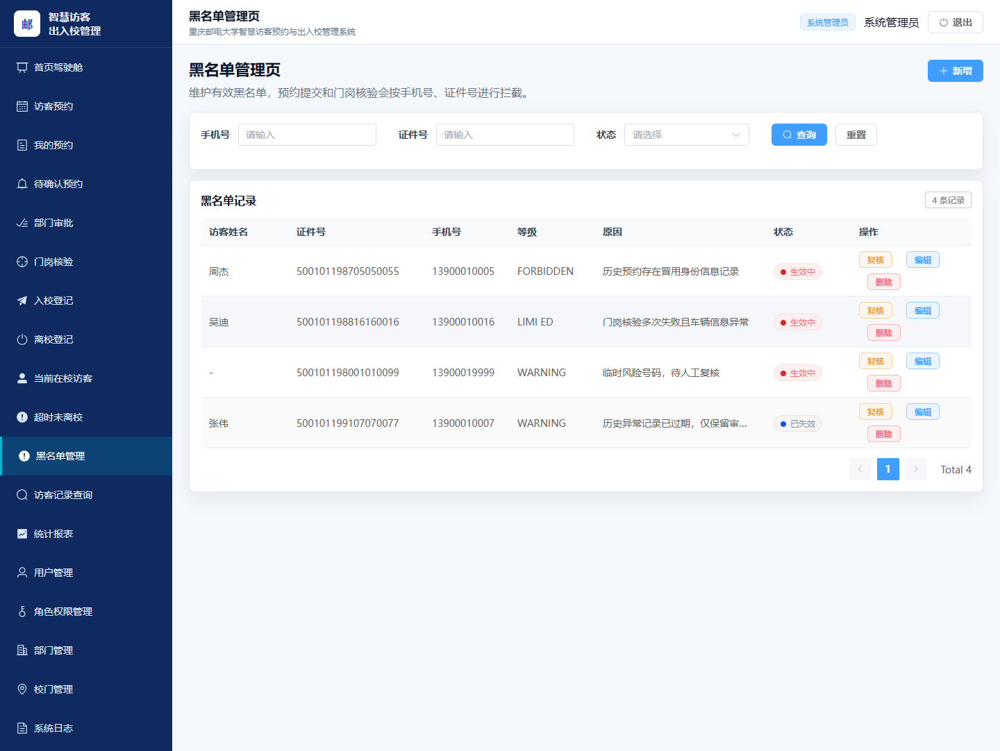 邮
智慧访客
出入校管理
首页驾驶舱
访客预约
我的预约
待确认预约
部门审批
门岗核验
入校登记
离校登记
当前在校访客
超时未离校
黑名单管理
访客记录查询
统计报表
用户管理
角色权限管理
部门管理
校门管理
系统日志
黑名单管理页
重庆邮电大学智慧访客预约与出入校管理系统
系统管理员 系统管理员 退出
黑名单管理页
新增
维护有效黑名单，预约提交和门岗核验会按手机号、证件号进行拦截。
手机号 请输入 证件号 请输入 状态 请选择 查询 重置
黑名单记录 4 条记录
访客姓名 证件号 手机号 等级 原因 状态 操作
周杰 500101198705050055 13900010005 FORBIDDEN 历史预约存在冒用身份信息记录 生效中 复核 编辑 删除
吴迪 500101198816160016 13900010016 LIMI ED 门岗核验多次失败且车辆信息异常 生效中 复核 编辑 删除
- 500101198001010099 13900019999 WARNING 临时风险号码，待人工复核 生效中 复核 编辑 删除
张伟 500101199107070077 13900010007 WARNING 历史异常记录已过期，仅保留审... 已失效 复核 编辑 删除
1 Total 4